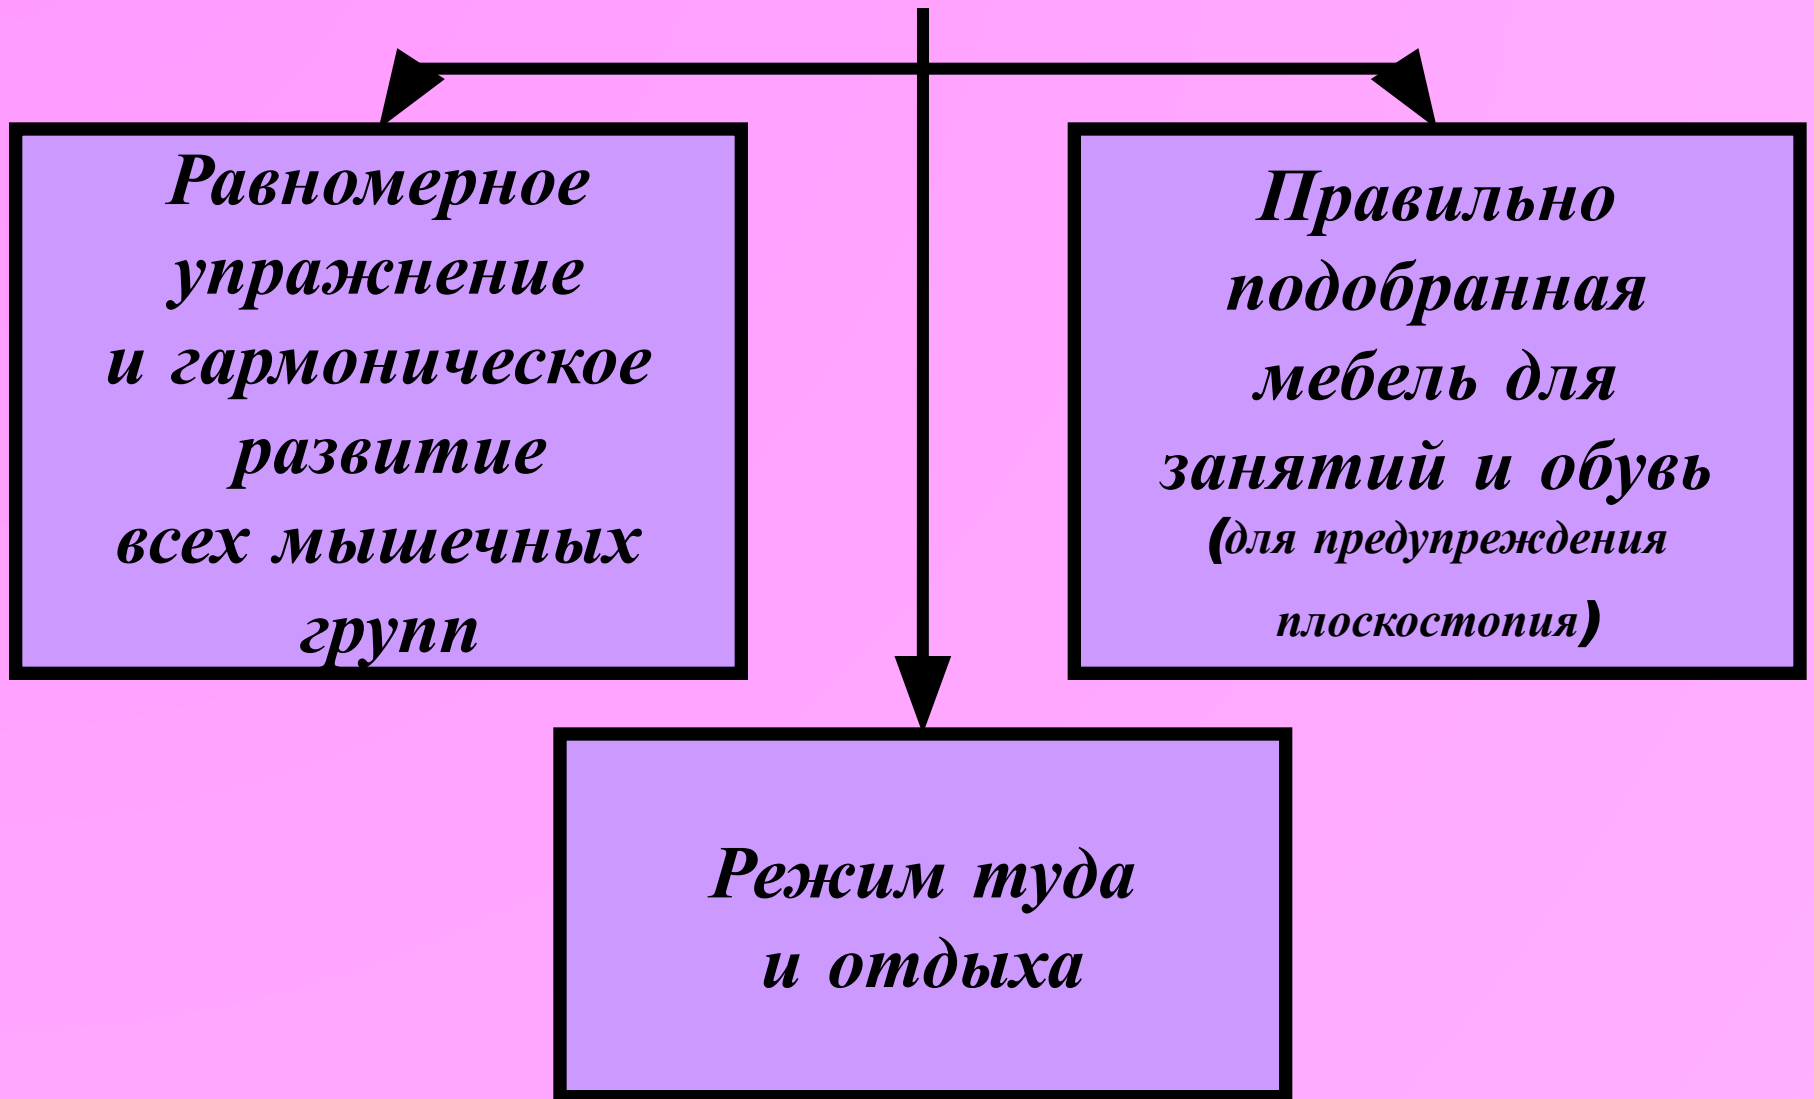 Равномерное
упражнение
и гармоническое
развитие
всех мышечных
групп
Правильно
подобранная
мебель для
занятий и обувь
(для предупреждения
плоскостопия)
Режим туда
и отдыха